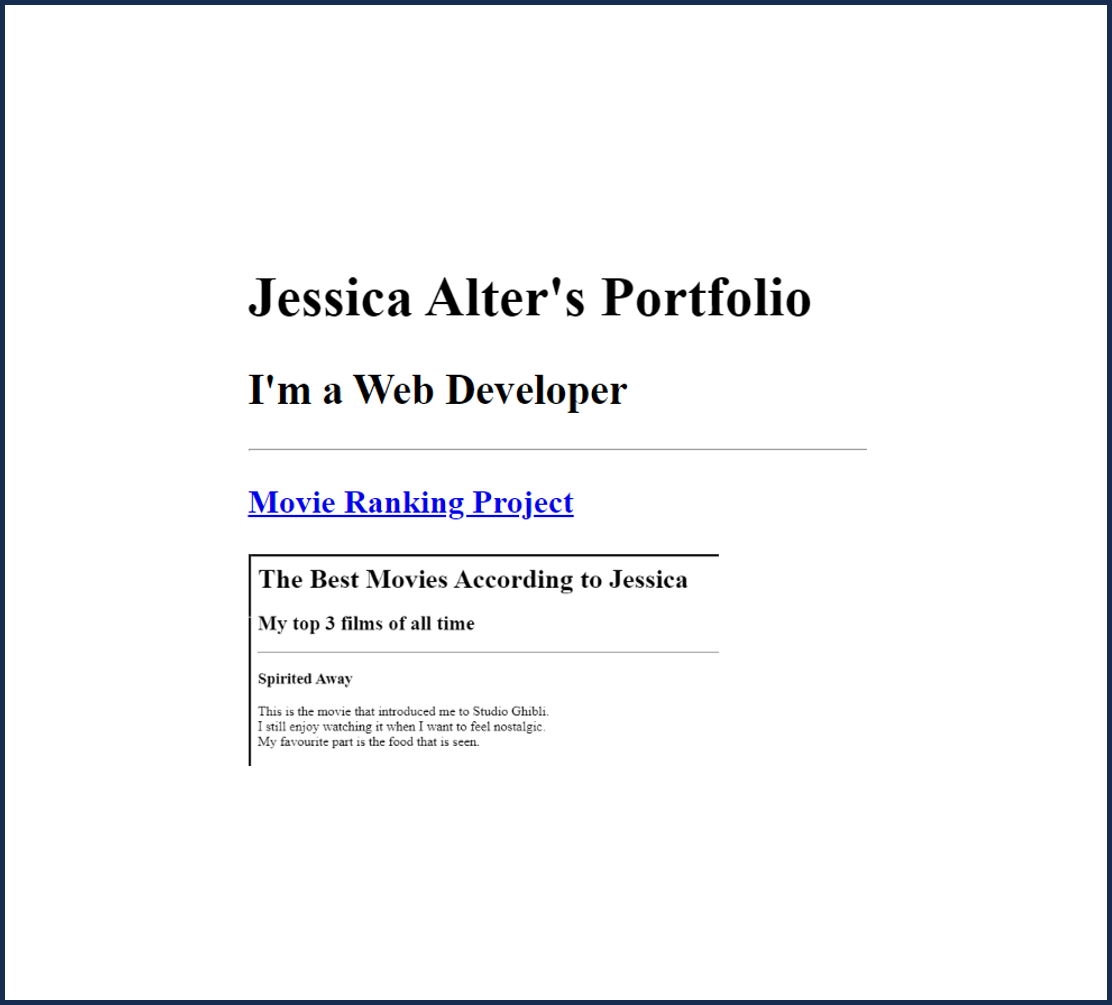 Jessica Alter's Portfolio
I'm a Web Developer
Movie Ranking Project
The Best Movies According to Jessica
My top 3 films of all time
Spirited Away
This is the movie that introduced me to Studio Ghibli.
I still enjoy watching it when I want to feel nostalgic.
My favourite part is the food that is seen.